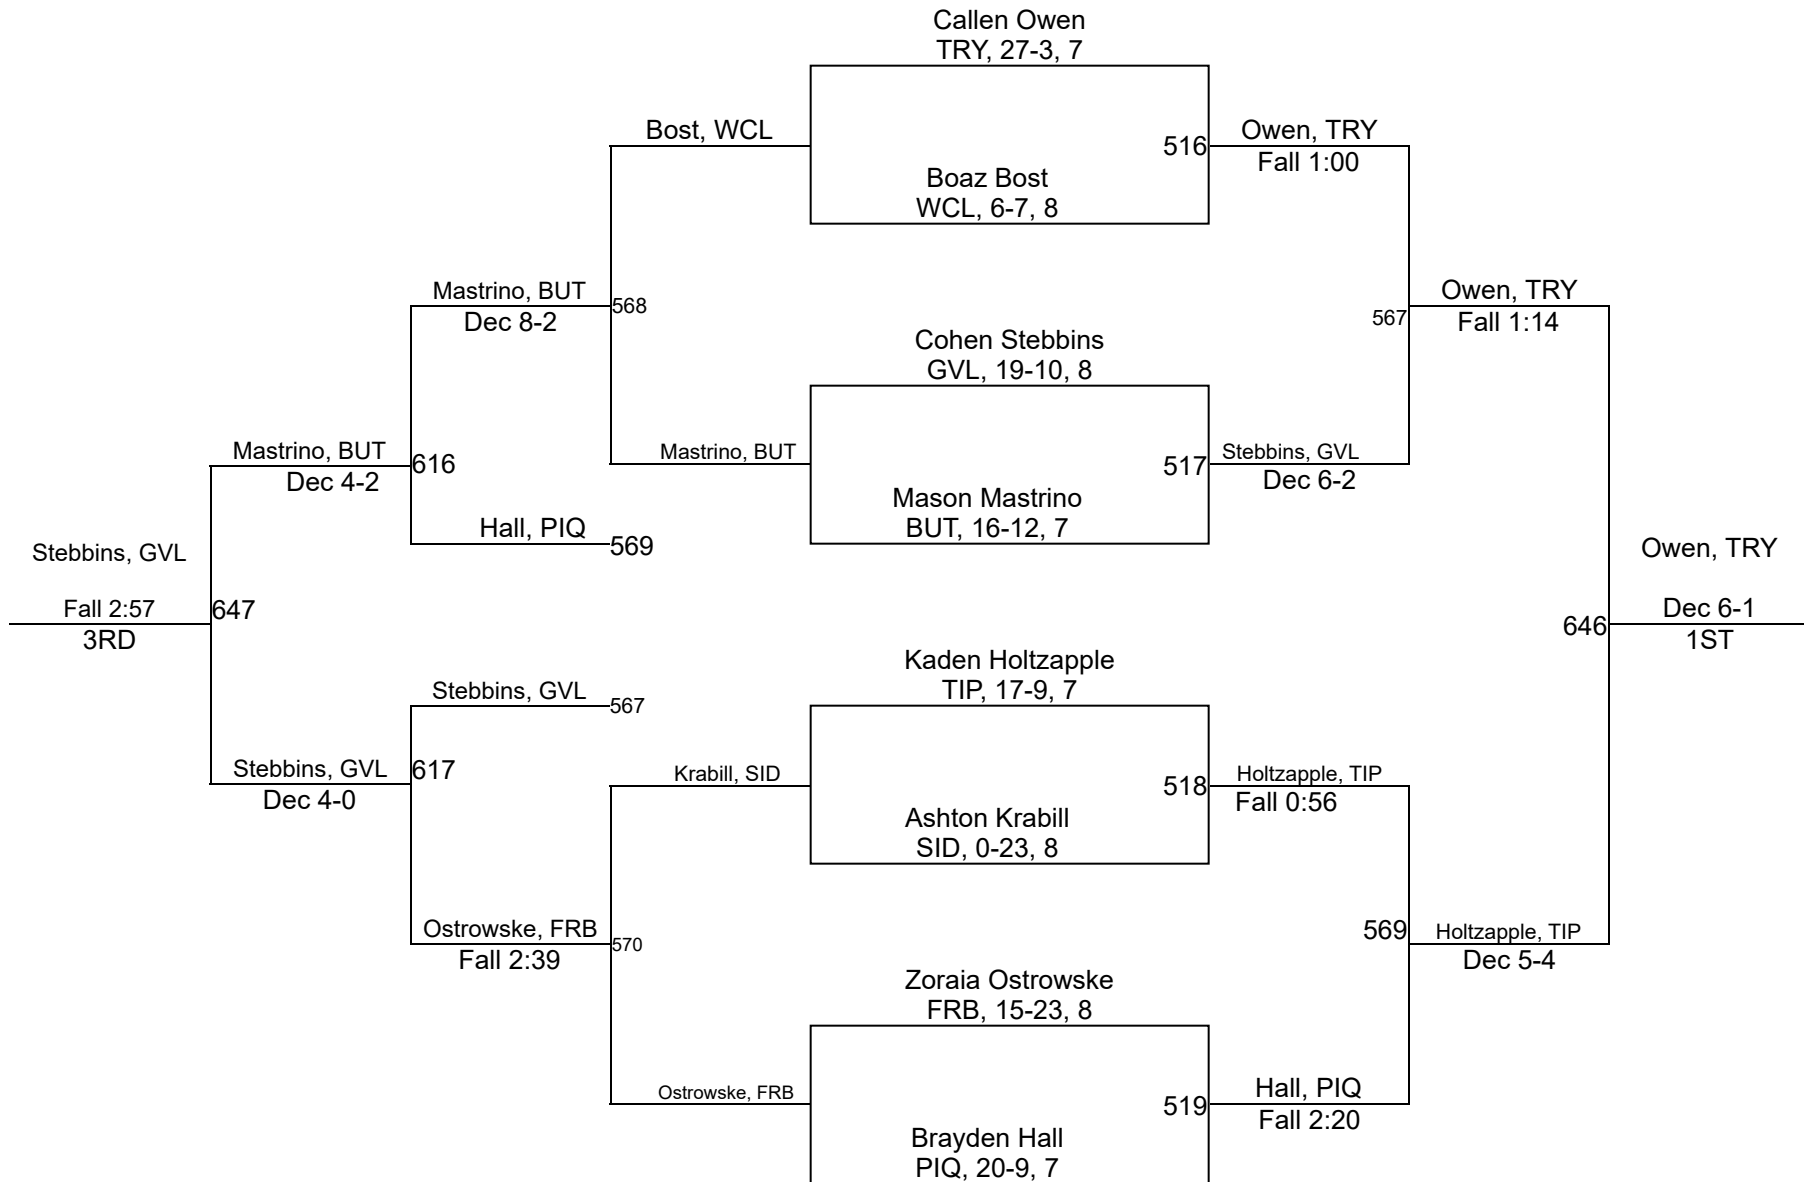 Callen Owen
TRY, 27-3, 7
Bost, WCL
516
Owen, TRY
Fall 1:00
Boaz Bost
WCL, 6-7, 8
Mastrino, BUT
Dec 8-2
568
Owen, TRY
Fall 1:14
567
Cohen Stebbins
GVL, 19-10, 8
Mastrino, BUT
Dec 4-2
616
Mastrino, BUT
517
Stebbins, GVL
Dec 6-2
Mason Mastrino
BUT, 16-12, 7
Hall, PIQ
569
Stebbins, GVL
Fall 2:57
3RD
647
Owen, TRY
Dec 6-1
1ST
646
Kaden Holtzapple
TIP, 17-9, 7
Stebbins, GVL
567
Stebbins, GVL
Dec 4-0
617
Krabill, SID
518
Holtzapple, TIP
Fall 0:56
Ashton Krabill
SID, 0-23, 8
Ostrowske, FRB
Fall 2:39
570
569
Holtzapple, TIP
Dec 5-4
Zoraia Ostrowske
FRB, 15-23, 8
Ostrowske, FRB
519
Hall, PIQ
Fall 2:20
Brayden Hall
PIQ, 20-9, 7